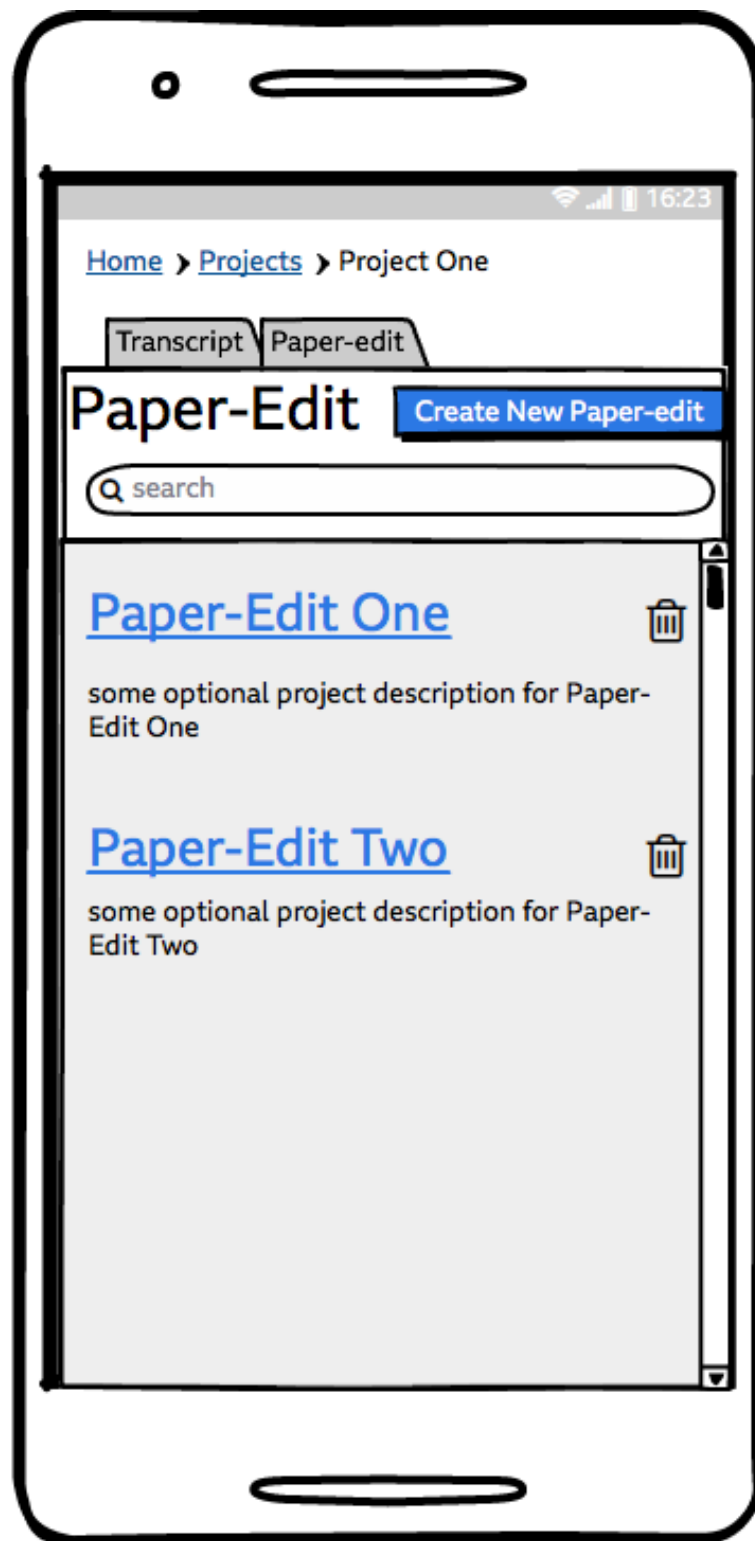 16:23
Home > Projects > Project One
Transcript Paper-edit
Paper-Edit Create New Paper-edit
search
Paper-Edit One
some optional project description for Paper-
Edit One
Paper-Edit Two
some optional project description for Paper-
Edit Two